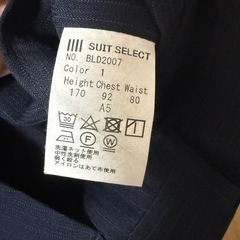 SUIT SELECT
NO. BLD2007
Color 1
Height Chest Waist
170 92 80
A5
洗濯ネット使用
中性洗剤使用
弱く絞る
アイロンはあて布使用